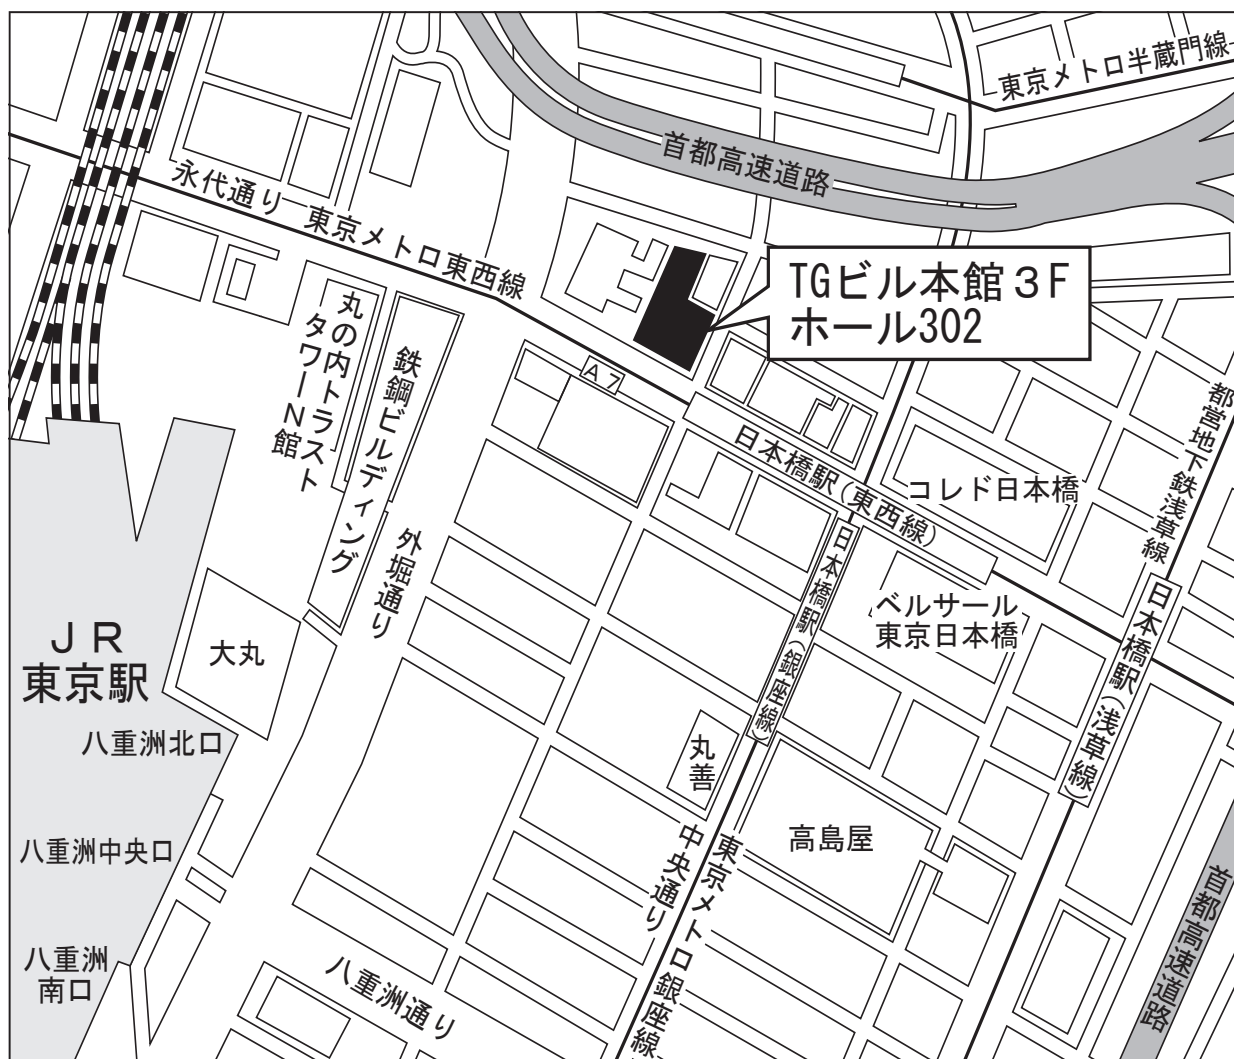 東京メトロ半蔵門線
首都高速道路
永代通り
東京メトロ東西線
TGビル本館３F
ホール302
丸の内トラスト
タワーN館
鉄鋼ビルディング
A7
日本橋駅(東西線)
コレド日本橋
都営地下鉄浅草線
外堀通り
日本橋駅(銀座線)
ベルサール
東京日本橋
日本橋駅(浅草線)
ＪＲ
東京駅
大丸
八重洲北口
丸善
高島屋
八重洲中央口
中央通り
東京メトロ銀座線
首都高速道路
八重洲
南口
八重洲通り